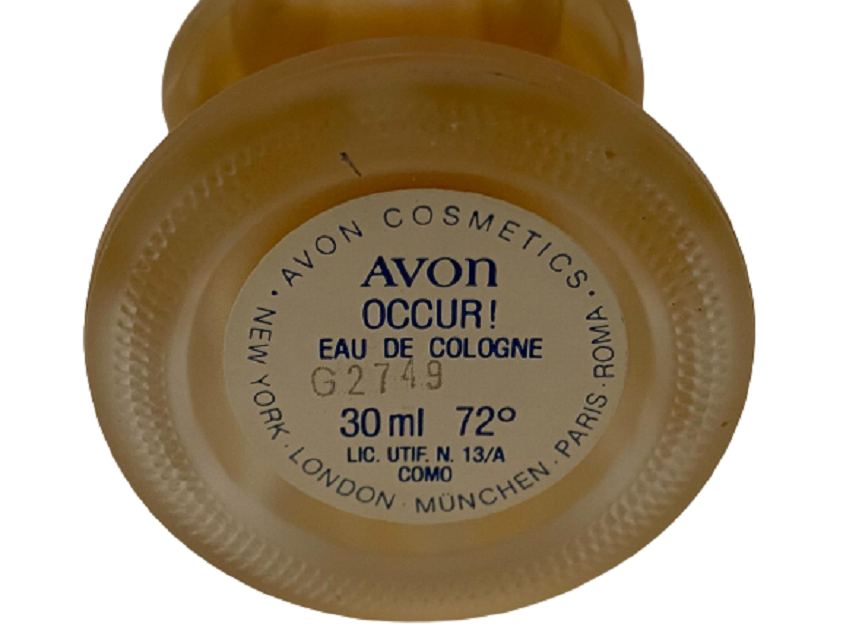 · AVON COSMETICS ·
AVON
OCCUR!
EAU DE COLOGNE
G2749
30 ml 72º
LIC. UTIF. N. 13/A
COMO
NEW YORK · LONDON · MÜNCHEN · PARIS · ROMA